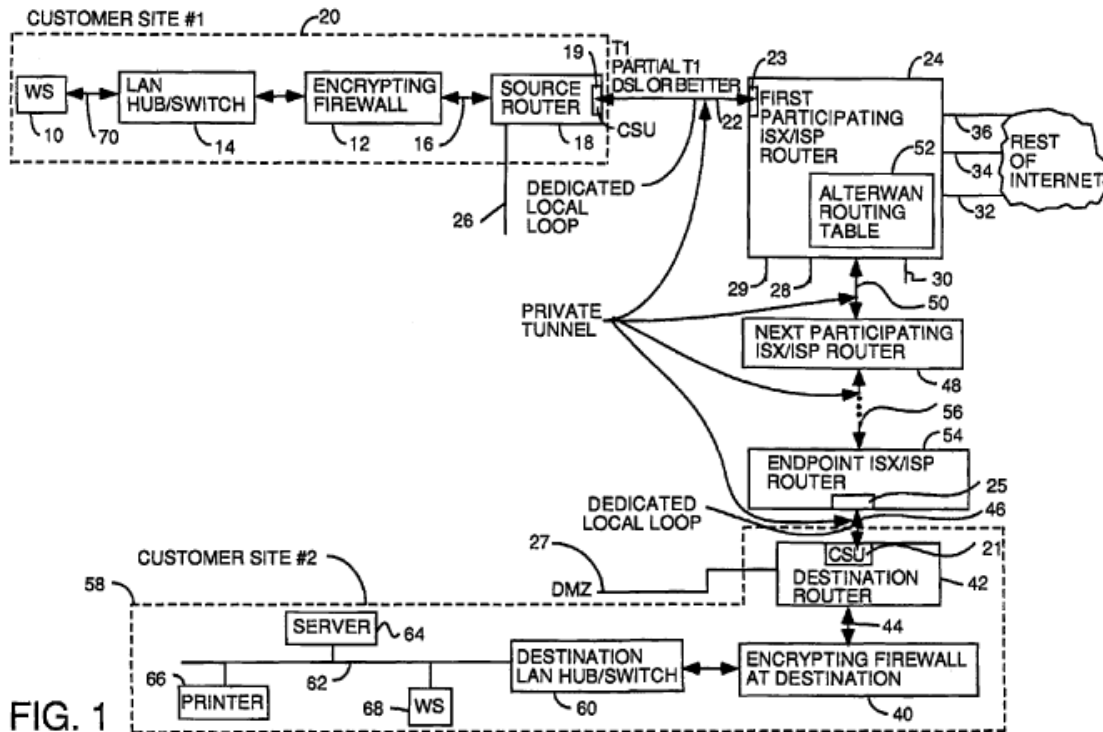 CUSTOMER SITE #1
20
WS
10
70
LAN
HUB/SWITCH
14
ENCRYPTING
FIREWALL
12
16
SOURCE
ROUTER
18
19
CSU
T1
PARTIAL T1
DSL OR BETTER
22
23
24
FIRST
PARTICIPATING
ISX/ISP
ROUTER
52
ALTERWAN
ROUTING
TABLE
36
34
32
REST
OF
INTERNET
26
DEDICATED
LOCAL
LOOP
29
28
30
50
PRIVATE
TUNNEL
NEXT PARTICIPATING
ISX/ISP ROUTER
48
56
54
ENDPOINT ISX/ISP
ROUTER
25
46
DEDICATED
LOCAL LOOP
27
DMZ
CSU
21
DESTINATION
ROUTER
42
44
CUSTOMER SITE #2
58
SERVER
64
66
PRINTER
62
68
WS
DESTINATION
LAN HUB/SWITCH
60
ENCRYPTING FIREWALL
AT DESTINATION
40
FIG. 1